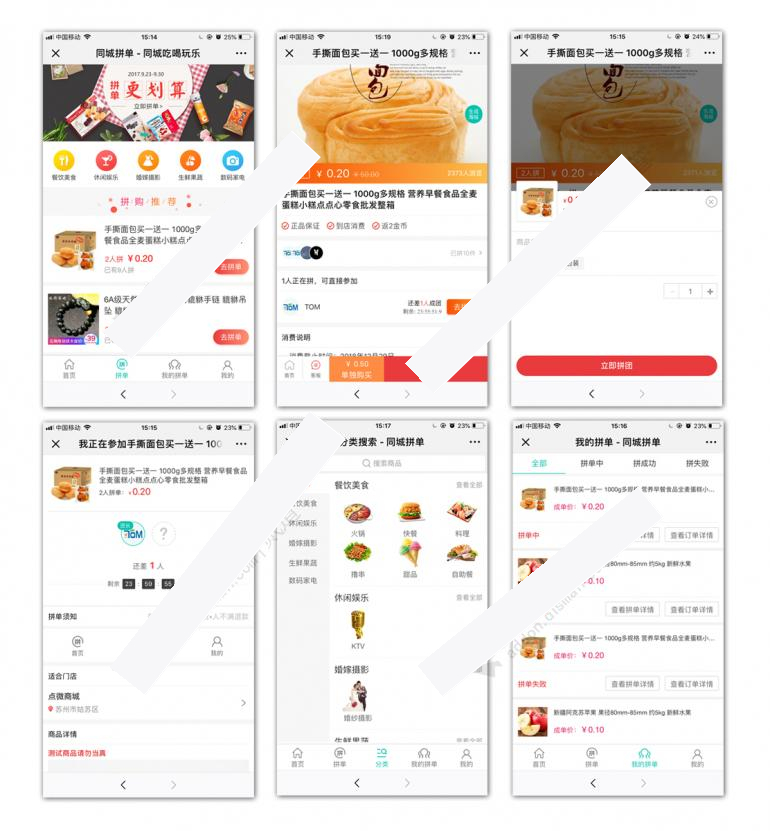 中国移动 15:14 25%
同城拼单 - 同城吃喝玩乐
2017.9.23-9.30
拼单 更划算
立即拼单>
餐饮美食 休闲娱乐 婚嫁摄影 生鲜果蔬 数码家电
拼 / 购 / 推 / 荐
手撕面包买一送一 1000g多
餐食品全麦蛋糕小糕点点心
2人拼 ¥0.20
已有9人拼
去拼单
6A级天然
貔貅手链 貔貅吊
坠
39
去拼单
首页 拼单 我的拼单 我的
中国移动 15:19 23%
手撕面包买一送一 1000g多规格
面包
生成海报
¥ 0.20 ¥ 50.00 2373人浏览
手撕面包买一送一 1000g多规格 营养早餐食品全麦
蛋糕小糕点点心零食批发整箱
正品保证 到店消费 返2金币
已拼10件 >
1人正在拼，可直接参加
TOM
还差1人成团
剩余: 23:59:51.9
消费说明
首页 客服
¥ 0.50
单独购买
中国移动 15:15 24%
手撕面包买一送一 1000g多规格
生成海报
2人拼 ¥ 0.20 2371人浏览
¥0.
商品
装
- 1 +
立即拼团
中国移动 15:15 23%
我正在参加手撕面包买一送一 100
手撕面包买一送一 1000g多规格 营养早餐食品
全麦蛋糕小糕点点心零食批发整箱
2人拼单: ¥0.20
团长
TOM
?
还差 1 人
剩余 23 : 59 : 55
拼单须知
人不满退款
首页 我的
适合门店
点微商城
苏州市姑苏区
商品详情
测试商品请勿当真
中国移动 15:17 23%
分类搜索 - 同城拼单
搜索商品
饮美食
休闲娱乐
婚嫁摄影
生鲜果蔬
数码家电
餐饮美食 查看全部
火锅 快餐 料理
撸串 甜品 自助餐
休闲娱乐 查看全部
KTV
婚嫁摄影 查看全部
婚纱摄影
生鲜果蔬 查看全部
首页 拼单 分类 我的拼单 我的
中国移动 15:16 23%
我的拼单 - 同城拼单
全部 拼单中 拼成功 拼失败
手撕面包买一送一 1000g多规格 营养早餐食品全麦蛋糕小...
成单价: ¥0.20
拼单中
查看拼单详情 查看订单详情
80mm-85mm 约5kg 新鲜水果
0.10
查看拼单详情 查看订单详情
手撕面包买一送一 1000g多规格 营养早餐食品全麦蛋糕小...
成单价: ¥0.20
拼单失败
查看拼单详情 查看订单详情
新疆阿克苏苹果 果径80mm-85mm 约5kg 新鲜水果
成单价: ¥0.10
首页 拼单 我的拼单 我的